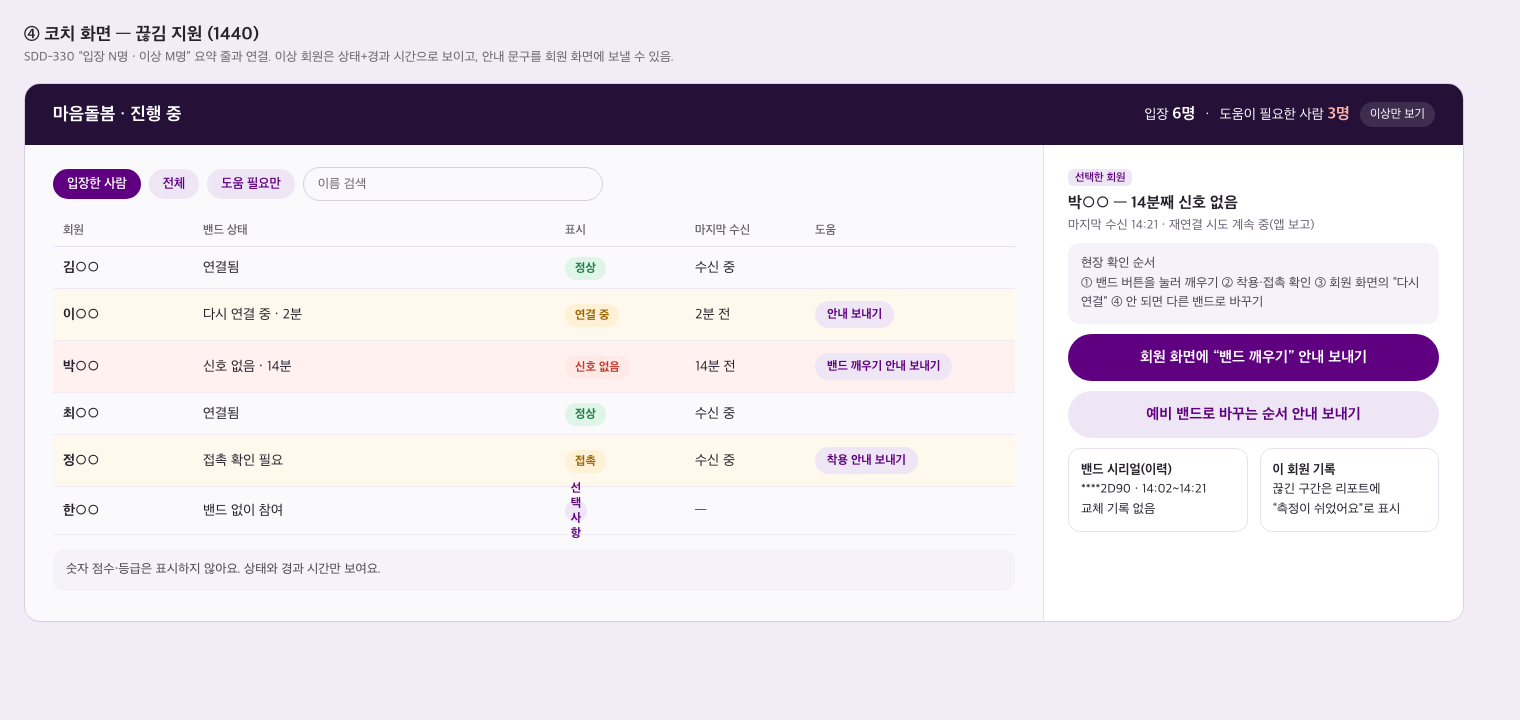 ④ 코치 화면 — 끊김 지원 (1440)
SDD-330 “입장 N명 · 이상 M명” 요약 줄과 연결. 이상 회원은 상태+경과 시간으로 보이고, 안내 문구를 회원 화면에 보낼 수 있음.
마음돌봄 · 진행 중
입장 6명 · 도움이 필요한 사람 3명 이상만 보기
입장한 사람 전체 도움 필요만 이름 검색
회원 밴드 상태 표시 마지막 수신 도움
김○○ 연결됨 정상 수신 중
이○○ 다시 연결 중 · 2분 연결 중 2분 전 안내 보내기
박○○ 신호 없음 · 14분 신호 없음 14분 전 밴드 깨우기 안내 보내기
최○○ 연결됨 정상 수신 중
정○○ 접촉 확인 필요 접촉 수신 중 착용 안내 보내기
한○○ 밴드 없이 참여 선택사항 —
숫자 점수·등급은 표시하지 않아요. 상태와 경과 시간만 보여요.
선택한 회원
박○○ — 14분째 신호 없음
마지막 수신 14:21 · 재연결 시도 계속 중(앱 보고)
현장 확인 순서
① 밴드 버튼을 눌러 깨우기 ② 착용·접촉 확인 ③ 회원 화면의 “다시
연결” ④ 안 되면 다른 밴드로 바꾸기
회원 화면에 “밴드 깨우기” 안내 보내기
예비 밴드로 바꾸는 순서 안내 보내기
밴드 시리얼(이력)
****2D90 · 14:02~14:21
교체 기록 없음
이 회원 기록
끊긴 구간은 리포트에
“측정이 쉬었어요”로 표시